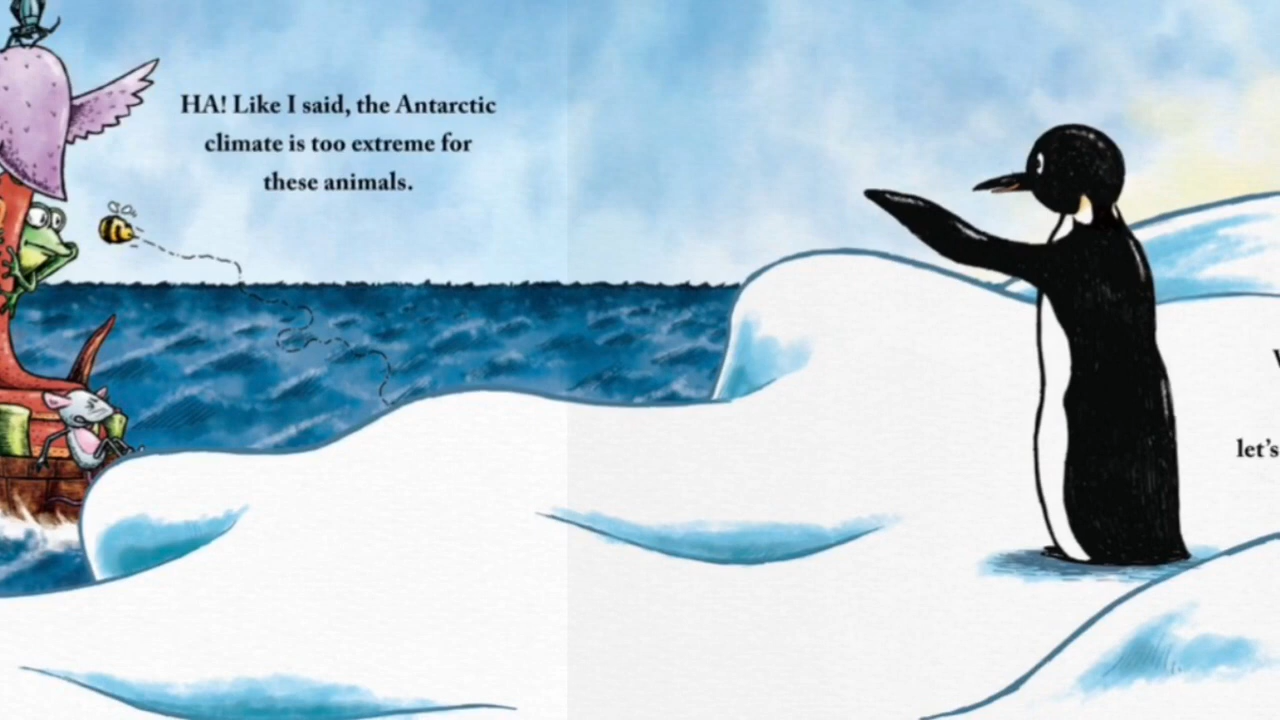 HA! Like I said, the Antarctic
climate is too extreme for
these animals.
let's